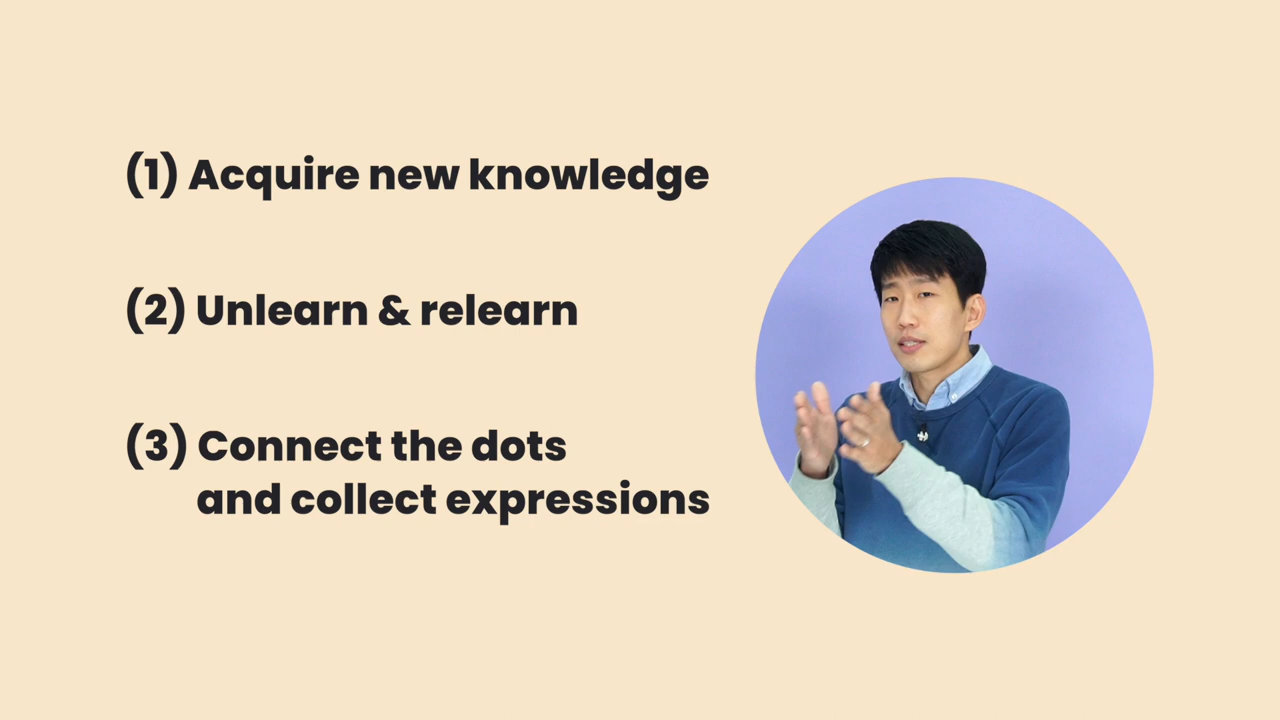 (1) Acquire new knowledge
(2) Unlearn & relearn
(3) Connect the dots
and collect expressions